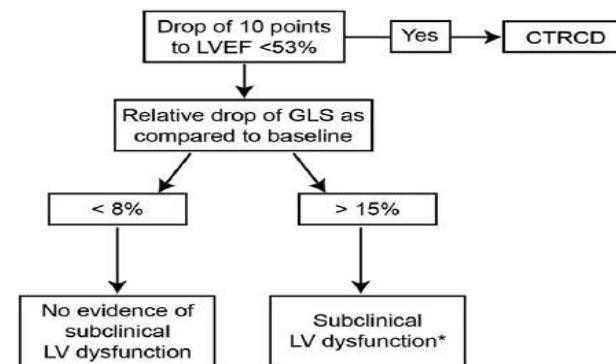 Drop of 10 points
to LVEF <53%
Yes
CTRCD
Relative drop of GLS as
compared to baseline
< 8%
> 15%
No evidence of
subclinical
LV dysfunction
Subclinical
LV dysfunction*